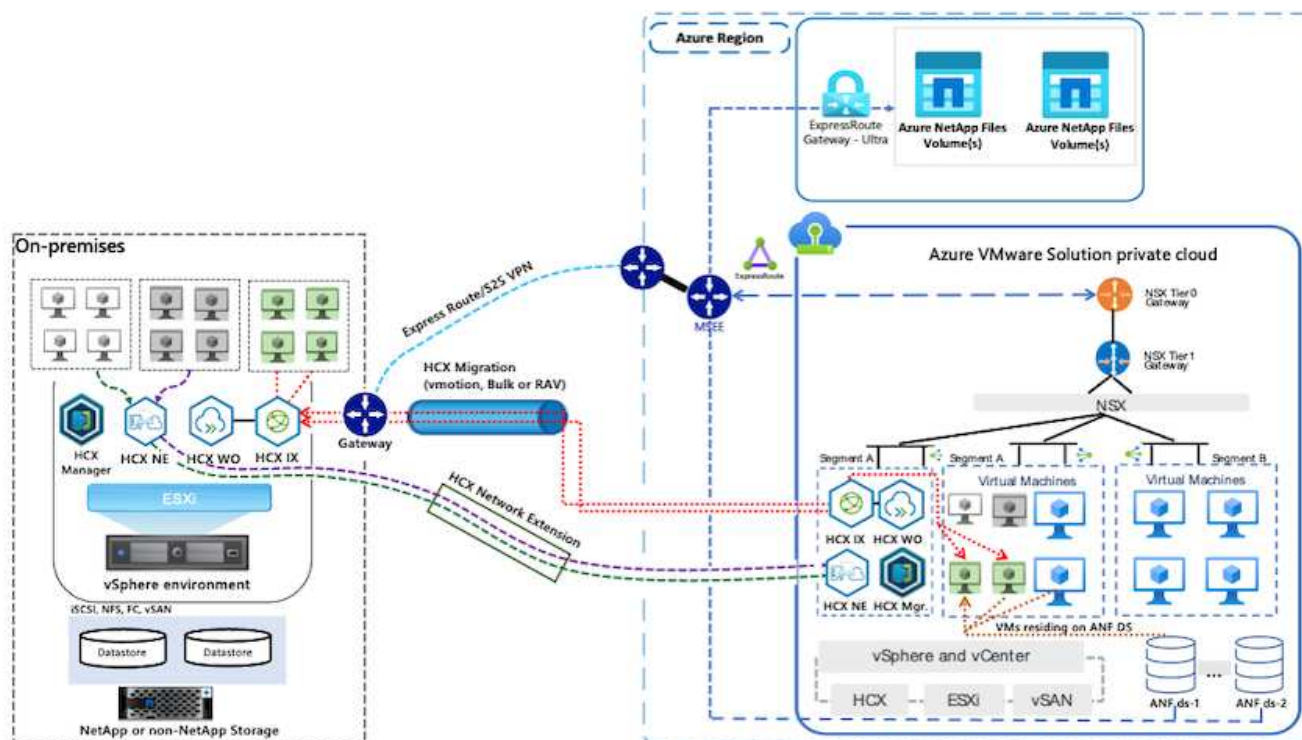 Azure Region
ExpressRoute
Gateway - Ultra
Azure NetApp Files
Volume(s)
Azure NetApp Files
Volume(s)
On-premises
Express Route/S2S VPN
ExpressRoute
MSEE
Azure VMware Solution private cloud
NSX Tier0
Gateway
NSX Tier1
Gateway
NSX
HCX Migration
(vmotion, Bulk or RAV)
Gateway
HCX
Manager
HCX NE
HCX WO
HCX IX
ESXi
vSphere environment
HCX Network Extension
Segment A
Segment A
Segment B
Virtual Machines
Virtual Machines
HCX IX
HCX WO
HCX NE
HCX Mgr.
VMs residing on ANF DS
iSCSI, NFS, FC, vSAN
Datastore
Datastore
NetApp or non-NetApp Storage
vSphere and vCenter
HCX
ESXi
vSAN
...
ANF ds-1
ANF ds-2